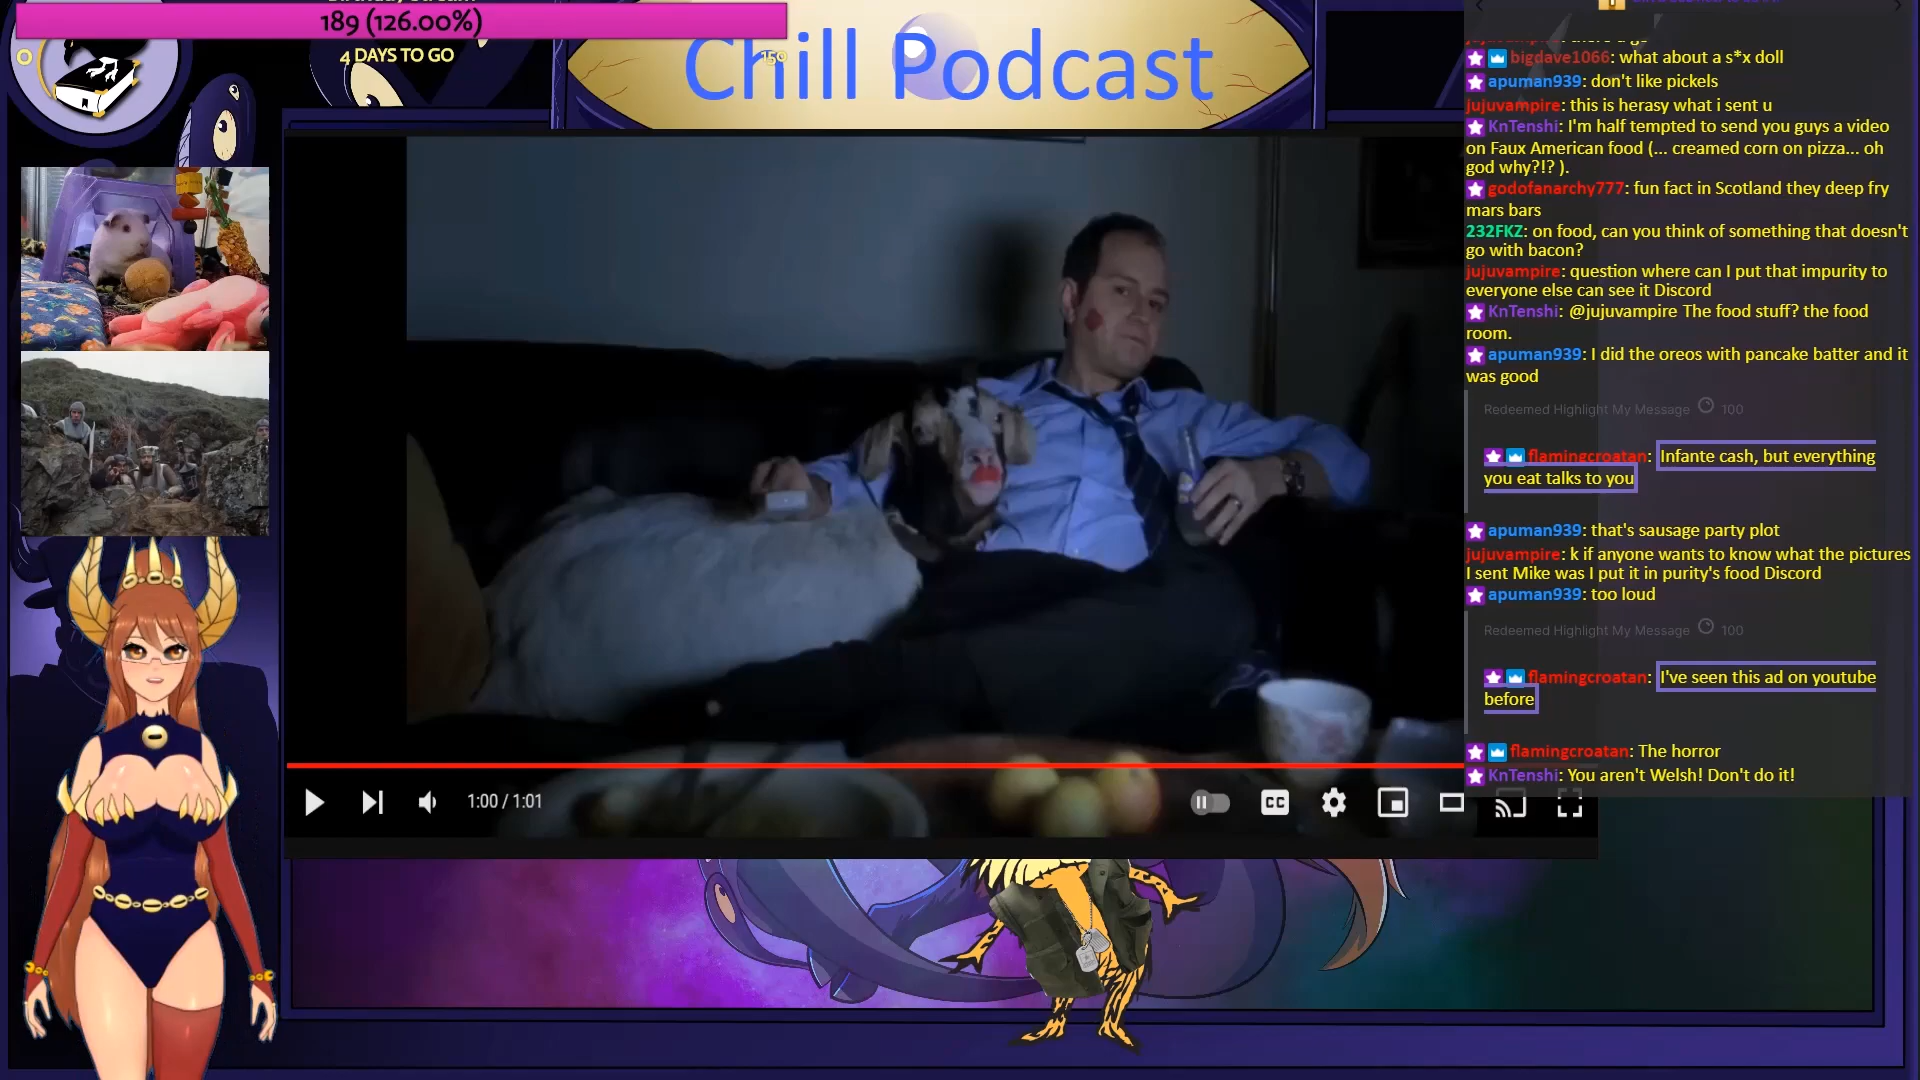 189 (126.00%)
4 DAYS TO GO
150
Chill Podcast
bigdave1066: what about a s*x doll
apuman939: don't like pickels
jujuvampire: this is herasy what i sent u
KnTenshi: I'm half tempted to send you guys a video
on Faux American food (... creamed corn on pizza... oh
god why?!? ).
godofanarchy777: fun fact in Scotland they deep fry
mars bars
232FKZ: on food, can you think of something that doesn't
go with bacon?
jujuvampire: question where can I put that impurity to
everyone else can see it Discord
KnTenshi: @jujuvampire The food stuff? the food
room.
apuman939: I did the oreos with pancake batter and it
was good
Redeemed Highlight My Message 100
flamingcroatan: Infante cash, but everything
you eat talks to you
apuman939: that's sausage party plot
jujuvampire: k if anyone wants to know what the pictures
I sent Mike was I put it in purity's food Discord
apuman939: too loud
Redeemed Highlight My Message 100
flamingcroatan: I've seen this ad on youtube
before
flamingcroatan: The horror
KnTenshi: You aren't Welsh! Don't do it!
1:00 / 1:01
CC